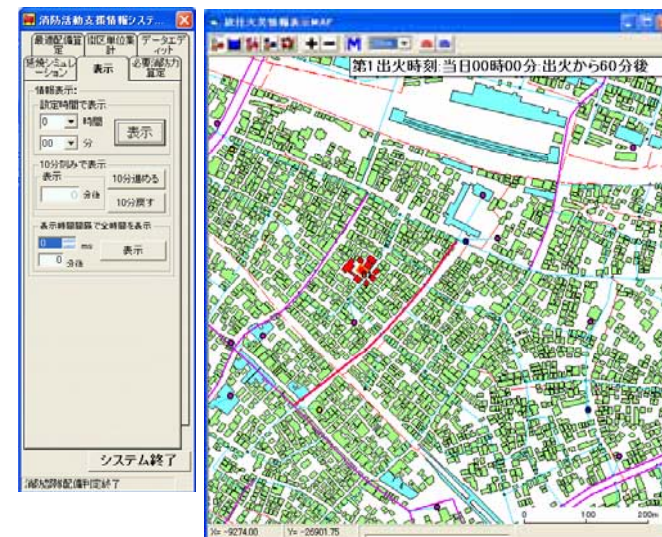 消防活動支援情報システ...
最適配備算定
街区単位集計
データエディット
延焼シミュレーション
表示
必要消防力算定
情報表示:
設定時間で表示
0 時間
00 分
表示
10分刻みで表示
表示
0 分後
10分進める
10分戻す
表示時間間隔で全時間を表示
0 ms
0 分後
表示
システム終了
消防部隊配備判定終了
延焼火災情報表示MAP
M
第1出火時刻:当日00時00分:出火から60分後
0 100 200m
X= -9274.00 Y= -26901.75